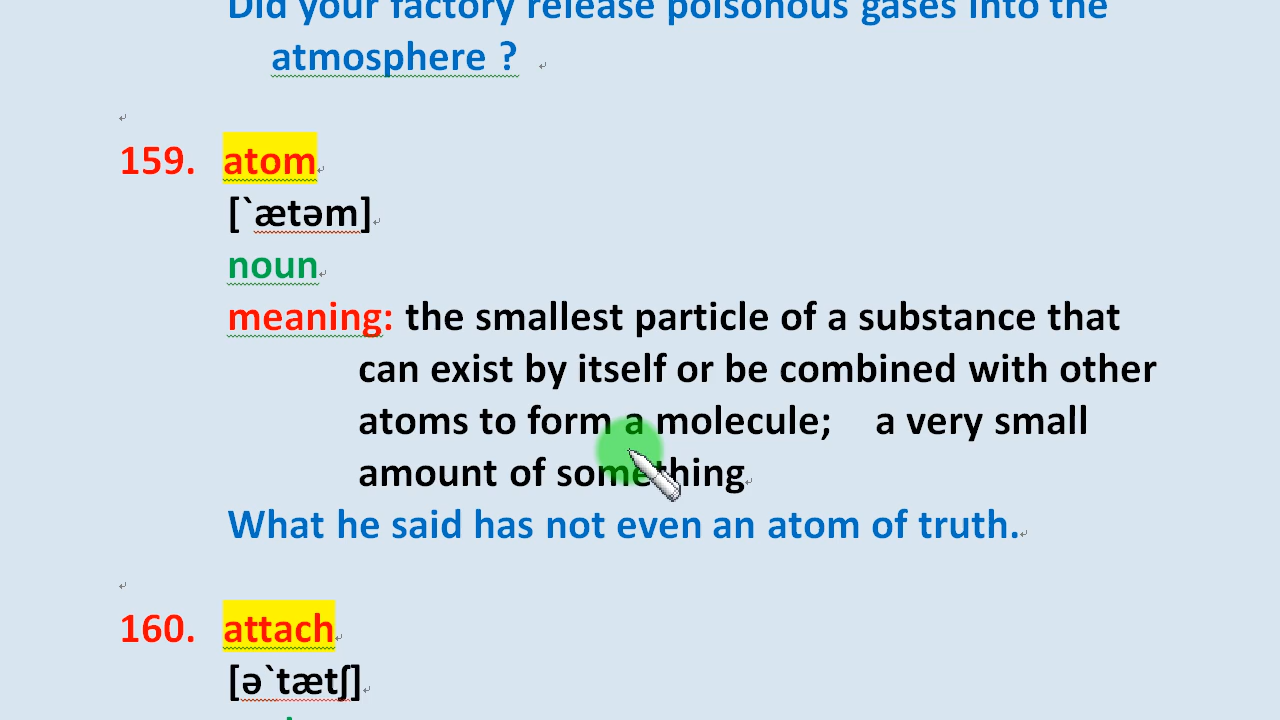 Did your factory release poisonous gases into the
atmosphere ?
159. atom
[`ætəm]
noun
meaning: the smallest particle of a substance that
can exist by itself or be combined with other
atoms to form a molecule; a very small
amount of something
What he said has not even an atom of truth.
160. attach
[ə`tætʃ]